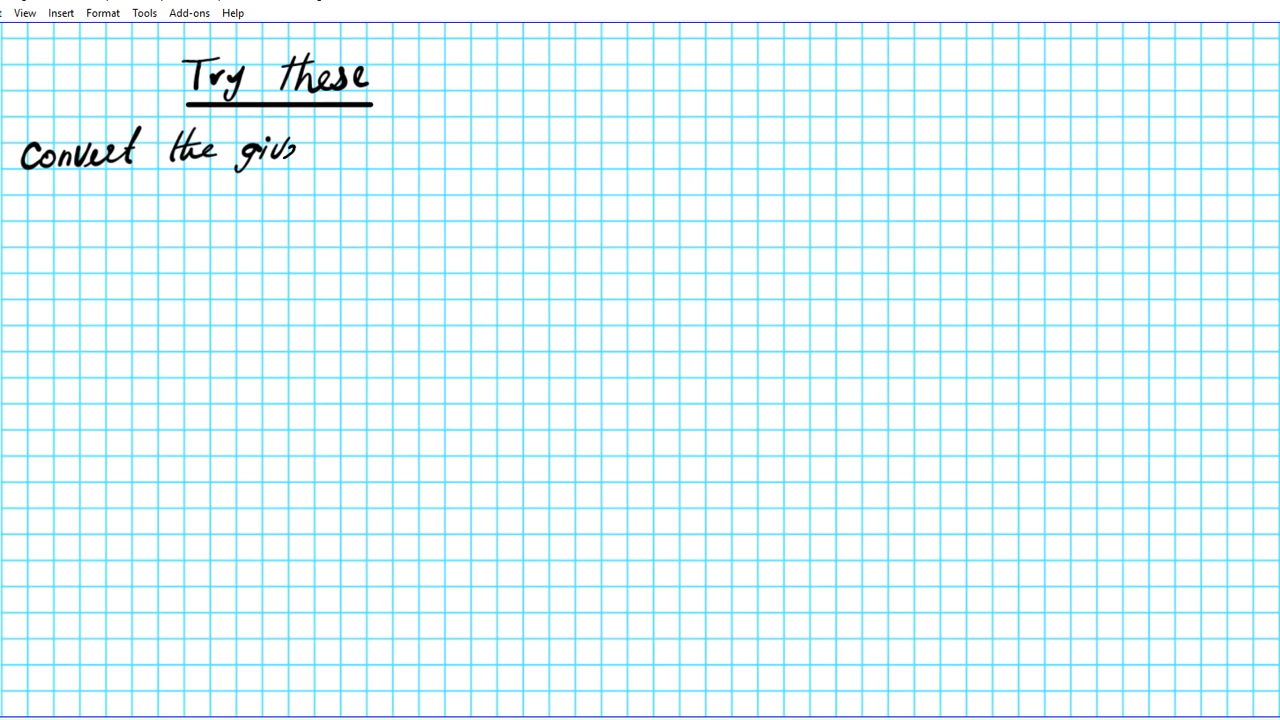 View Insert Format Tools Add-ons Help
Try these
Convert the giv